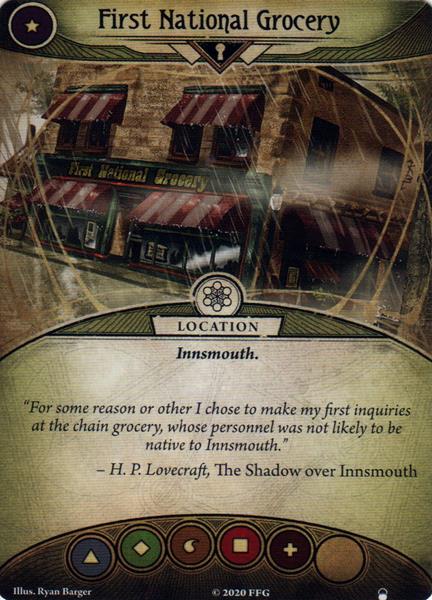 First National Grocery
First National Grocery
LOCATION
Innsmouth.
“For some reason or other I chose to make my first inquiries
at the chain grocery, whose personnel was not likely to be
native to Innsmouth.”
– H. P. Lovecraft, The Shadow over Innsmouth
Illus. Ryan Barger
© 2020 FFG